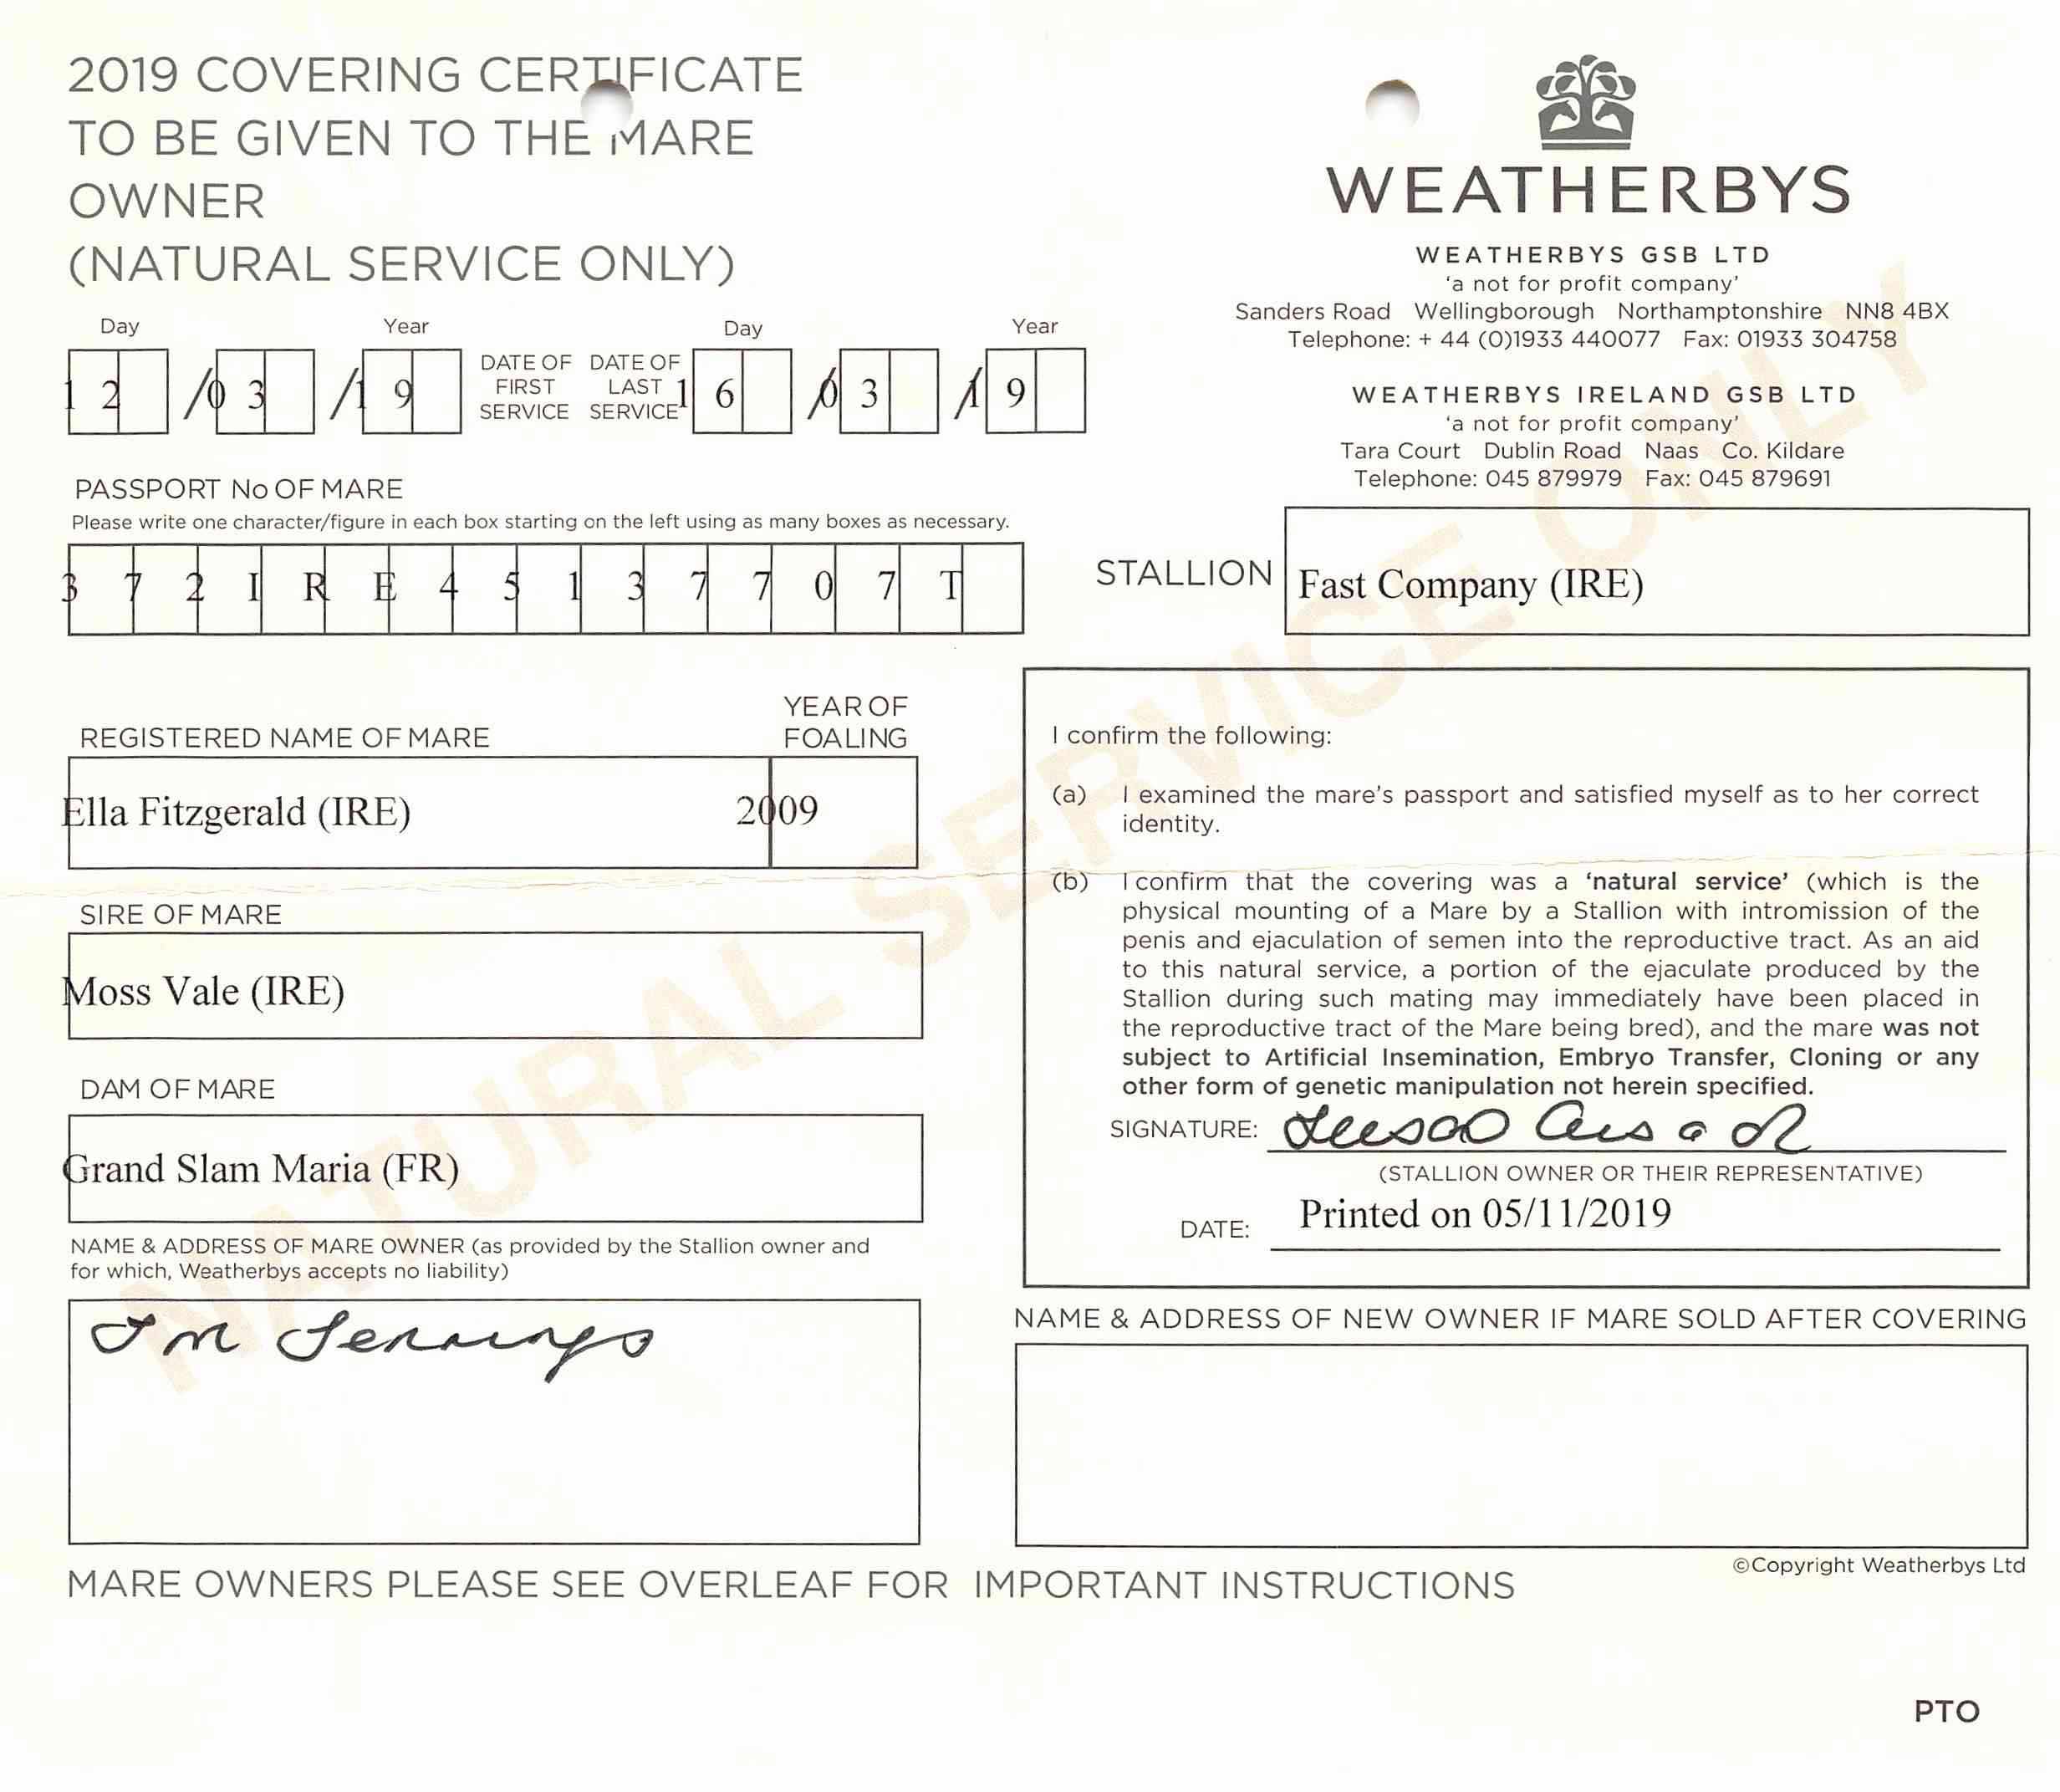 2019 COVERING CERTIFICATE
TO BE GIVEN TO THE MARE
OWNER
(NATURAL SERVICE ONLY)
WEATHERBYS
WEATHERBYS GSB LTD
'a not for profit company'
Sanders Road Wellingborough Northamptonshire NN8 4BX
Telephone: + 44 (0)1933 440077 Fax: 01933 304758
WEATHERBYS IRELAND GSB LTD
'a not for profit company'
Tara Court Dublin Road Naas Co. Kildare
Telephone: 045 879979 Fax: 045 879691
Day Year
12 /03 /19
DATE OF FIRST SERVICE
DATE OF LAST SERVICE
Day Year
16 /03 /19
PASSPORT No OF MARE
Please write one character/figure in each box starting on the left using as many boxes as necessary.
3 7 2 I R E 4 5 1 3 7 7 0 7 T
STALLION Fast Company (IRE)
REGISTERED NAME OF MARE
YEAR OF
FOALING
Ella Fitzgerald (IRE) 2009
SIRE OF MARE
Moss Vale (IRE)
DAM OF MARE
Grand Slam Maria (FR)
NAME & ADDRESS OF MARE OWNER (as provided by the Stallion owner and
for which, Weatherbys accepts no liability)
J M Jennings
I confirm the following:
(a) I examined the mare's passport and satisfied myself as to her correct
identity.
(b) I confirm that the covering was a 'natural service' (which is the
physical mounting of a Mare by a Stallion with intromission of the
penis and ejaculation of semen into the reproductive tract. As an aid
to this natural service, a portion of the ejaculate produced by the
Stallion during such mating may immediately have been placed in
the reproductive tract of the Mare being bred), and the mare was not
subject to Artificial Insemination, Embryo Transfer, Cloning or any
other form of genetic manipulation not herein specified.
SIGNATURE:
(STALLION OWNER OR THEIR REPRESENTATIVE)
DATE: Printed on 05/11/2019
NAME & ADDRESS OF NEW OWNER IF MARE SOLD AFTER COVERING
©Copyright Weatherbys Ltd
MARE OWNERS PLEASE SEE OVERLEAF FOR IMPORTANT INSTRUCTIONS
PTO
NATURAL SERVICE ONLY